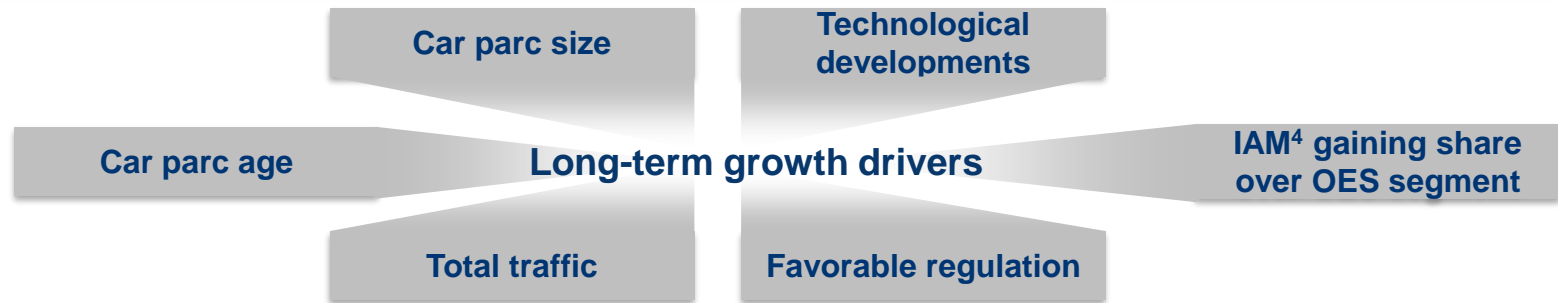 Car parc size
Technological
developments
Car parc age
Long-term growth drivers
IAM⁴ gaining share
over OES segment
Total traffic
Favorable regulation